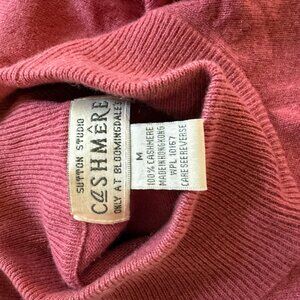 SUTTON STUDIO
CASHMERE
ONLY AT BLOOMINGDALE'S
M
100% CASHMERE
MADE IN HONG KONG
WPL 10167
CARE SEE REVERSE